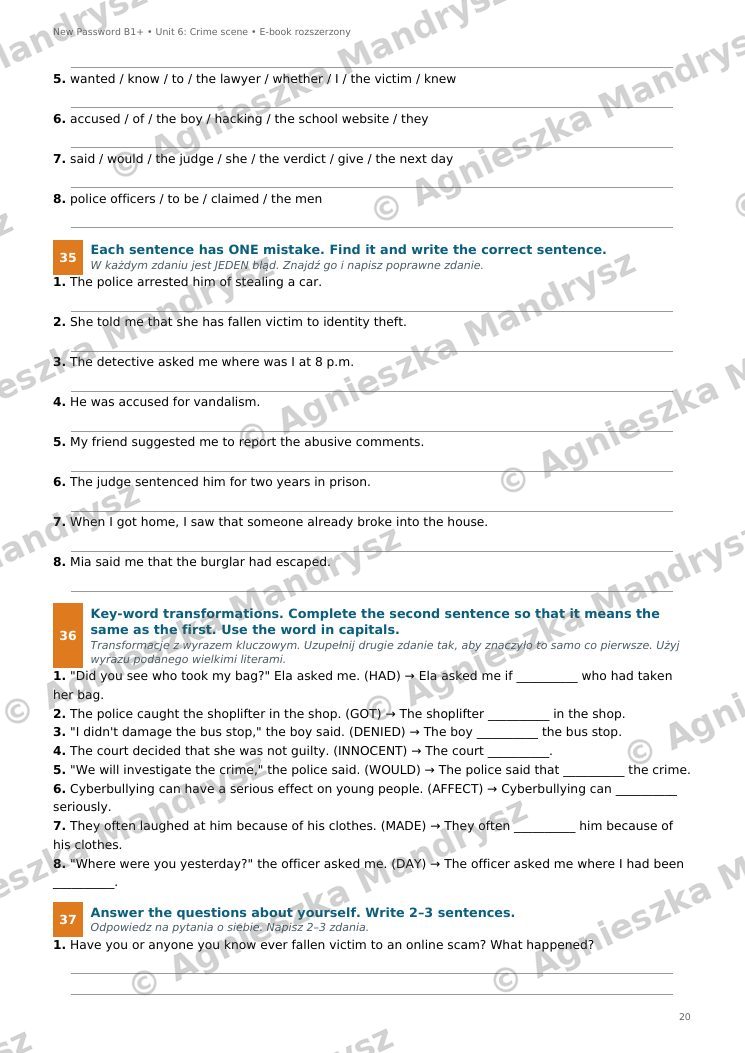 New Password B1+ • Unit 6: Crime scene • E-book rozszerzony
5. wanted / know / to / the lawyer / whether / I / the victim / knew
6. accused / of / the boy / hacking / the school website / they
7. said / would / the judge / she / the verdict / give / the next day
8. police officers / to be / claimed / the men
35 Each sentence has ONE mistake. Find it and write the correct sentence.
W każdym zdaniu jest JEDEN błąd. Znajdź go i napisz poprawne zdanie.
1. The police arrested him of stealing a car.
2. She told me that she has fallen victim to identity theft.
3. The detective asked me where was I at 8 p.m.
4. He was accused for vandalism.
5. My friend suggested me to report the abusive comments.
6. The judge sentenced him for two years in prison.
7. When I got home, I saw that someone already broke into the house.
8. Mia said me that the burglar had escaped.
36 Key-word transformations. Complete the second sentence so that it means the
same as the first. Use the word in capitals.
Transformacje z wyrazem kluczowym. Uzupełnij drugie zdanie tak, aby znaczyło to samo co pierwsze. Użyj
wyrazu podanego wielkimi literami.
1. "Did you see who took my bag?" Ela asked me. (HAD) → Ela asked me if __________ who had taken
her bag.
2. The police caught the shoplifter in the shop. (GOT) → The shoplifter __________ in the shop.
3. "I didn't damage the bus stop," the boy said. (DENIED) → The boy __________ the bus stop.
4. The court decided that she was not guilty. (INNOCENT) → The court __________.
5. "We will investigate the crime," the police said. (WOULD) → The police said that __________ the crime.
6. Cyberbullying can have a serious effect on young people. (AFFECT) → Cyberbullying can __________
seriously.
7. They often laughed at him because of his clothes. (MADE) → They often __________ him because of
his clothes.
8. "Where were you yesterday?" the officer asked me. (DAY) → The officer asked me where I had been
__________.
37 Answer the questions about yourself. Write 2–3 sentences.
Odpowiedz na pytania o siebie. Napisz 2–3 zdania.
1. Have you or anyone you know ever fallen victim to an online scam? What happened?
20
© Agnieszka Mandrysz